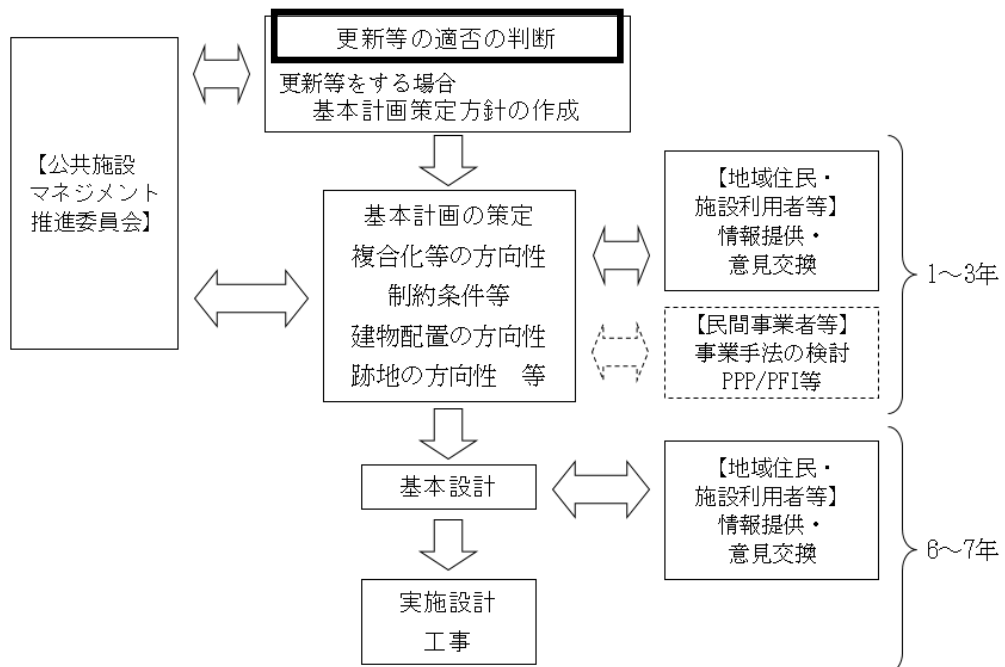 更新等の適否の判断
更新等をする場合
基本計画策定方針の作成
【公共施設
マネジメント
推進委員会】
基本計画の策定
複合化等の方向性
制約条件等
建物配置の方向性
跡地の方向性　等
【地域住民・
施設利用者等】
情報提供・
意見交換
【民間事業者等】
事業手法の検討
PPP/PFI等
1～3年
基本設計
【地域住民・
施設利用者等】
情報提供・
意見交換
実施設計
工事
6～7年